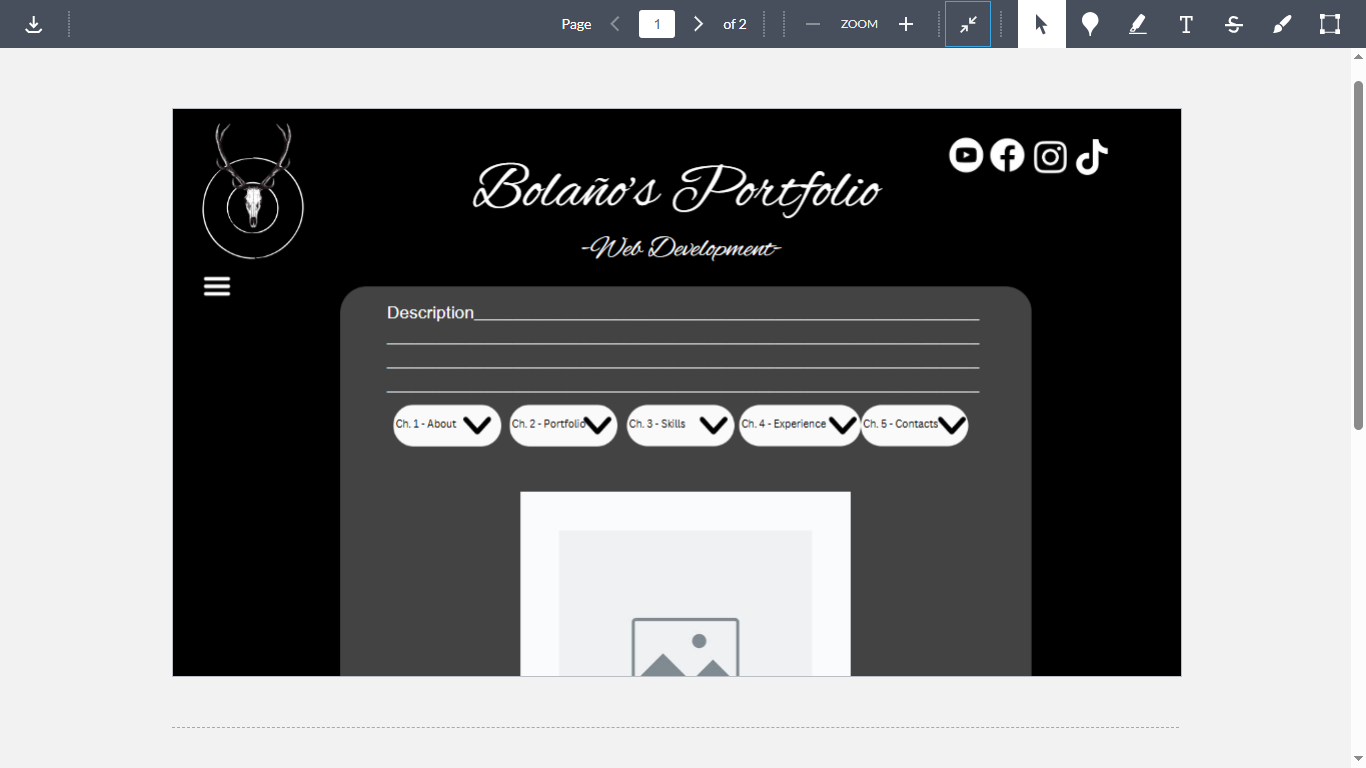 Page 1 of 2 ZOOM
Bolaño's Portfolio
-Web Development-
Description
Ch. 1 - About Ch. 2 - Portfolio Ch. 3 - Skills Ch. 4 - Experience Ch. 5 - Contacts